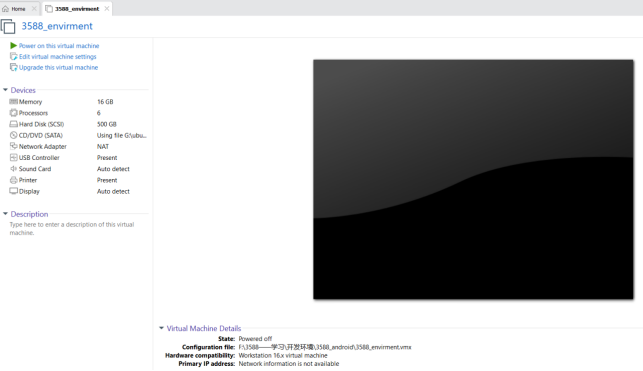 Home
3588_envirment
3588_envirment
Power on this virtual machine
Edit virtual machine settings
Upgrade this virtual machine
Devices
Memory 16 GB
Processors 6
Hard Disk (SCSI) 500 GB
CD/DVD (SATA) Using file G:\ubu...
Network Adapter NAT
USB Controller Present
Sound Card Auto detect
Printer Present
Display Auto detect
Description
Type here to enter a description of this virtual
machine.
Virtual Machine Details
State: Powered off
Configuration file: F:\3588——学习\开发环境\3588_android\3588_envirment.vmx
Hardware compatibility: Workstation 16.x virtual machine
Primary IP address: Network information is not available